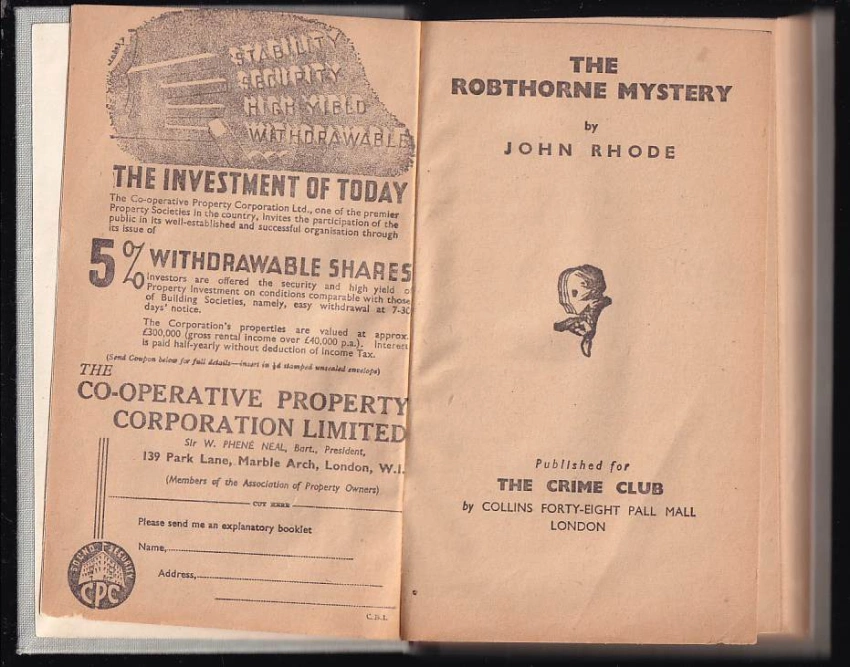 STABILITY
SECURITY
HIGH YIELD
WITHDRAWABLE
THE INVESTMENT OF TODAY
The Co-operative Property Corporation Ltd., one of the premier
Property Societies in the country, invites the participation of the
public in its well-established and successful organisation through
its issue of
5% WITHDRAWABLE SHARES
Investors are offered the security and high yield of
Property Investment on conditions comparable with those
of Building Societies, namely, easy withdrawal at 7-30
days' notice.
The Corporation's properties are valued at approx.
£300,000 (gross rental income over £40,000 p.a.). Interest
is paid half-yearly without deduction of Income Tax.
(Send Coupon below for full details—insert in ½d stamped unsealed envelope)
THE
CO-OPERATIVE PROPERTY
CORPORATION LIMITED
Sir W. PHENÉ NEAL, Bart., President,
139 Park Lane, Marble Arch, London, W.1.
(Members of the Association of Property Owners)
CUT HERE
Please send me an explanatory booklet
Name,
Address,
SOUND SECURITY
CPC
C.D.1.
THE
ROBTHORNE MYSTERY
by
JOHN RHODE
Published for
THE CRIME CLUB
by COLLINS FORTY-EIGHT PALL MALL
LONDON